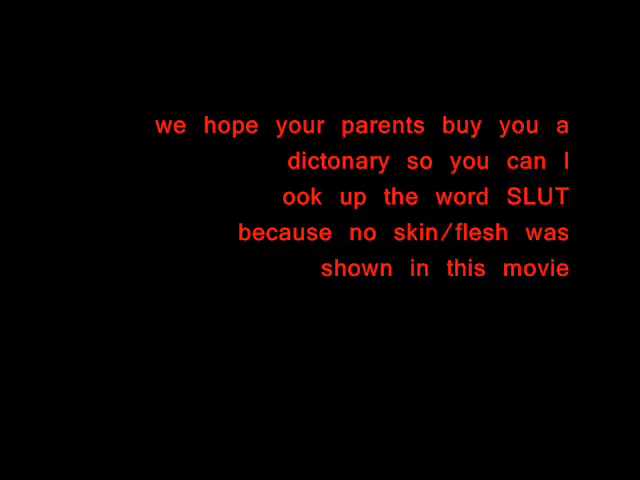 we hope your parents buy you a
dictonary so you can l
ook up the word SLUT
because no skin/flesh was
shown in this movie